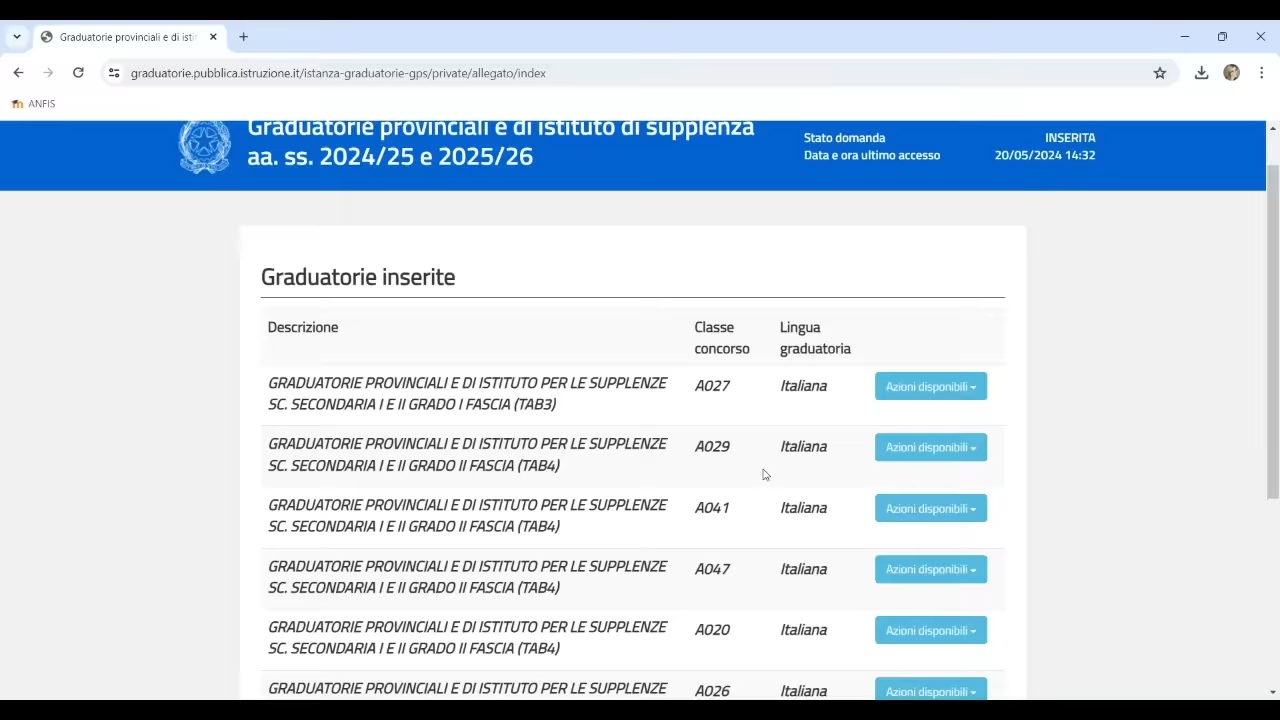 Graduatorie provinciali e di isti
graduatorie.pubblica.istruzione.it/istanza-graduatorie-gps/private/allegato/index
ANFIS
Graduatorie provinciali e di istituto di supplenza
aa. ss. 2024/25 e 2025/26
Stato domanda INSERITA
Data e ora ultimo accesso 20/05/2024 14:32
Graduatorie inserite
Descrizione
Classe
concorso
Lingua
graduatoria
GRADUATORIE PROVINCIALI E DI ISTITUTO PER LE SUPPLENZE
SC. SECONDARIA I E II GRADO I FASCIA (TAB3)
A027
Italiana
Azioni disponibili
GRADUATORIE PROVINCIALI E DI ISTITUTO PER LE SUPPLENZE
SC. SECONDARIA I E II GRADO II FASCIA (TAB4)
A029
Italiana
Azioni disponibili
GRADUATORIE PROVINCIALI E DI ISTITUTO PER LE SUPPLENZE
SC. SECONDARIA I E II GRADO II FASCIA (TAB4)
A041
Italiana
Azioni disponibili
GRADUATORIE PROVINCIALI E DI ISTITUTO PER LE SUPPLENZE
SC. SECONDARIA I E II GRADO II FASCIA (TAB4)
A047
Italiana
Azioni disponibili
GRADUATORIE PROVINCIALI E DI ISTITUTO PER LE SUPPLENZE
SC. SECONDARIA I E II GRADO II FASCIA (TAB4)
A020
Italiana
Azioni disponibili
GRADUATORIE PROVINCIALI E DI ISTITUTO PER LE SUPPLENZE
A026
Italiana
Azioni disponibili